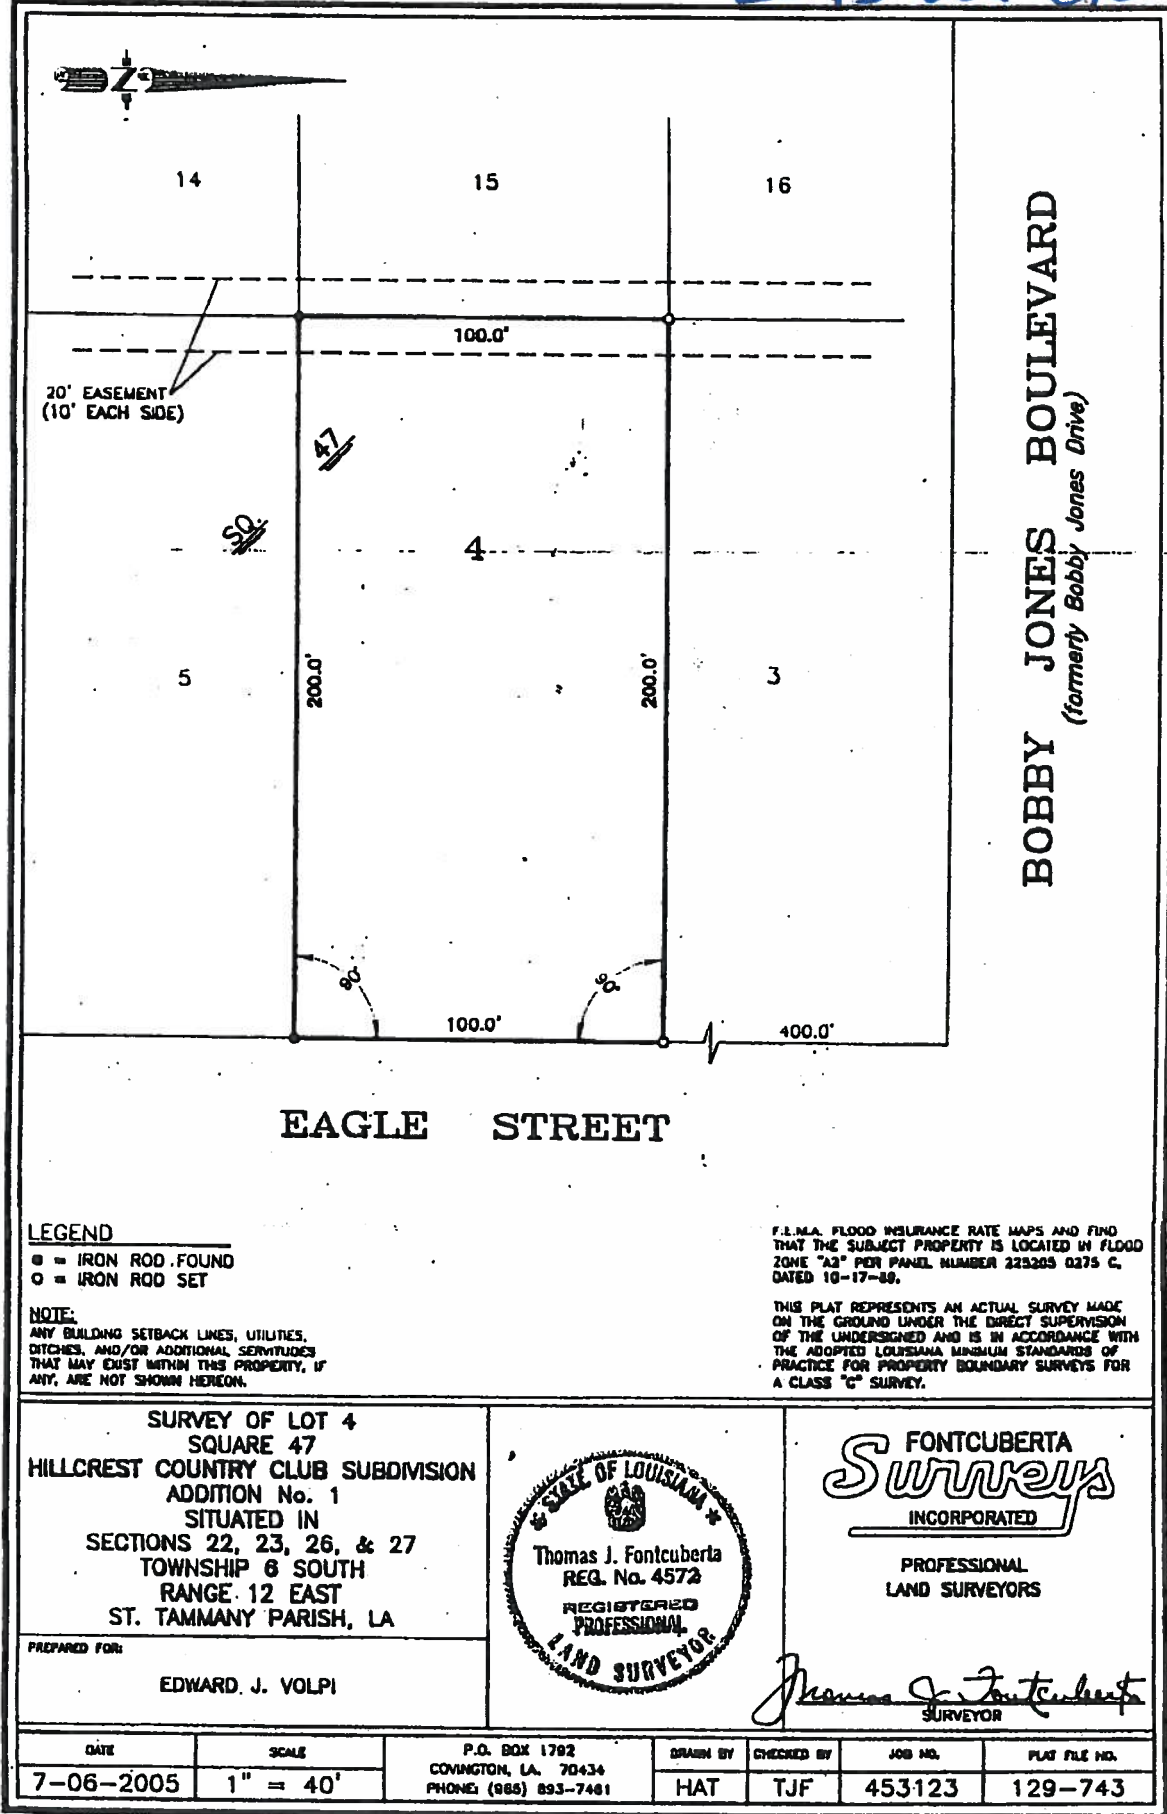 Z
14
15
16
100.0'
20' EASEMENT
(10' EACH SIDE)
47
SQ.
4
5
200.0'
200.0'
3
BOBBY JONES BOULEVARD
(formerly Bobby Jones Drive)
90°
90°
100.0'
400.0'
EAGLE STREET
LEGEND
= IRON ROD FOUND
O = IRON ROD SET
NOTE:
ANY BUILDING SETBACK LINES, UTILITIES,
DITCHES, AND/OR ADDITIONAL SERVITUDES
THAT MAY EXIST WITHIN THIS PROPERTY, IF
ANY, ARE NOT SHOWN HEREON.
F.E.M.A. FLOOD INSURANCE RATE MAPS AND FIND
THAT THE SUBJECT PROPERTY IS LOCATED IN FLOOD
ZONE "A2" PER PANEL NUMBER 225205 0275 C,
DATED 10-17-89.
THIS PLAT REPRESENTS AN ACTUAL SURVEY MADE
ON THE GROUND UNDER THE DIRECT SUPERVISION
OF THE UNDERSIGNED AND IS IN ACCORDANCE WITH
THE ADOPTED LOUISIANA MINIMUM STANDARDS OF
PRACTICE FOR PROPERTY BOUNDARY SURVEYS FOR
A CLASS "C" SURVEY.
SURVEY OF LOT 4
SQUARE 47
HILLCREST COUNTRY CLUB SUBDIVISION
ADDITION No. 1
SITUATED IN
SECTIONS 22, 23, 26, & 27
TOWNSHIP 6 SOUTH
RANGE 12 EAST
ST. TAMMANY PARISH, LA
PREPARED FOR:
EDWARD. J. VOLPI
STATE OF LOUISIANA
Thomas J. Fontcuberta
REG. No. 4572
REGISTERED
PROFESSIONAL
LAND SURVEYOR
FONTCUBERTA
Surveys
INCORPORATED
PROFESSIONAL
LAND SURVEYORS
Thomas J. Fontcuberta
SURVEYOR
DATE
7-06-2005
SCALE
1" = 40'
P.O. BOX 1792
COVINGTON, LA. 70434
PHONE: (985) 893-7461
DRAWN BY
HAT
CHECKED BY
TJF
JOB NO.
453123
PLAT FILE NO.
129-743